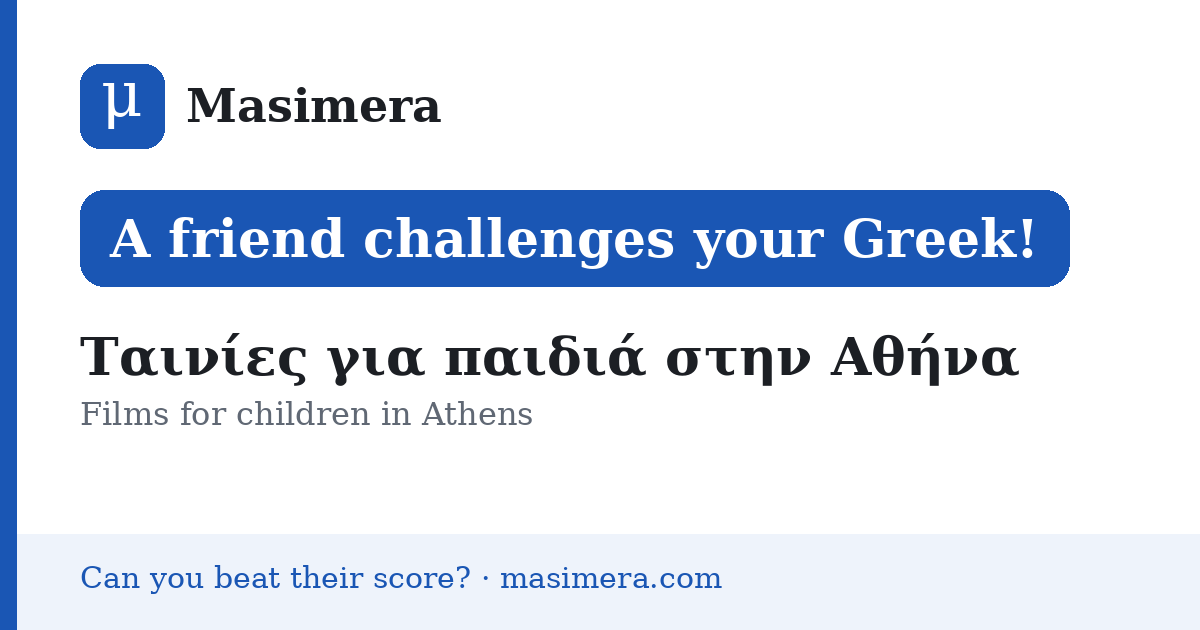 μ
Masimera
A friend challenges your Greek!
Ταινίες για παιδιά στην Αθήνα
Films for children in Athens
Can you beat their score? · masimera.com